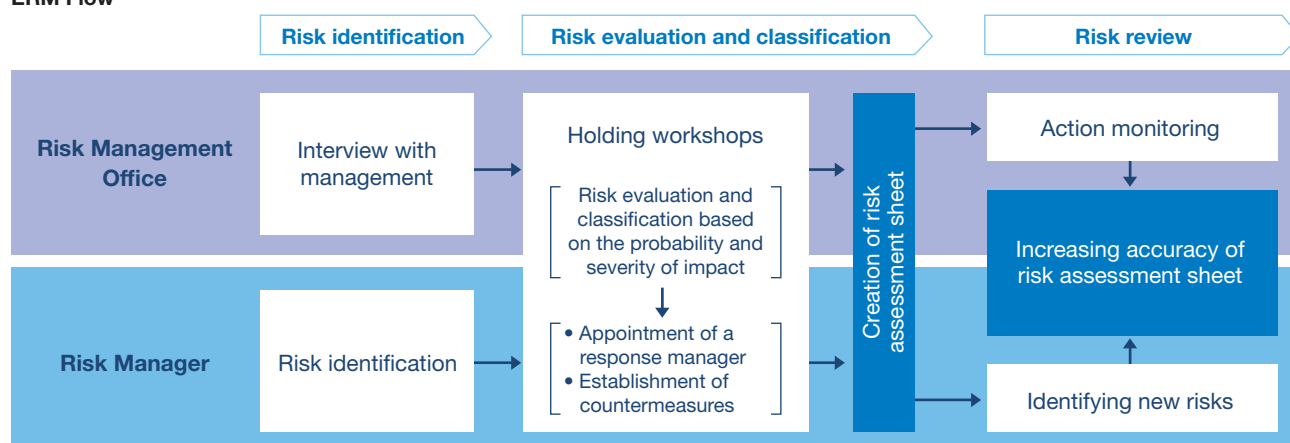 ERM Flow
Risk identification
Risk evaluation and classification
Risk review
Risk Management
Office
Interview with
management
Holding workshops
Risk evaluation and
classification based
on the probability and
severity of impact
• Appointment of a
response manager
• Establishment of
countermeasures
Creation of risk
assessment sheet
Action monitoring
Increasing accuracy of
risk assessment sheet
Risk Manager
Risk identification
Identifying new risks